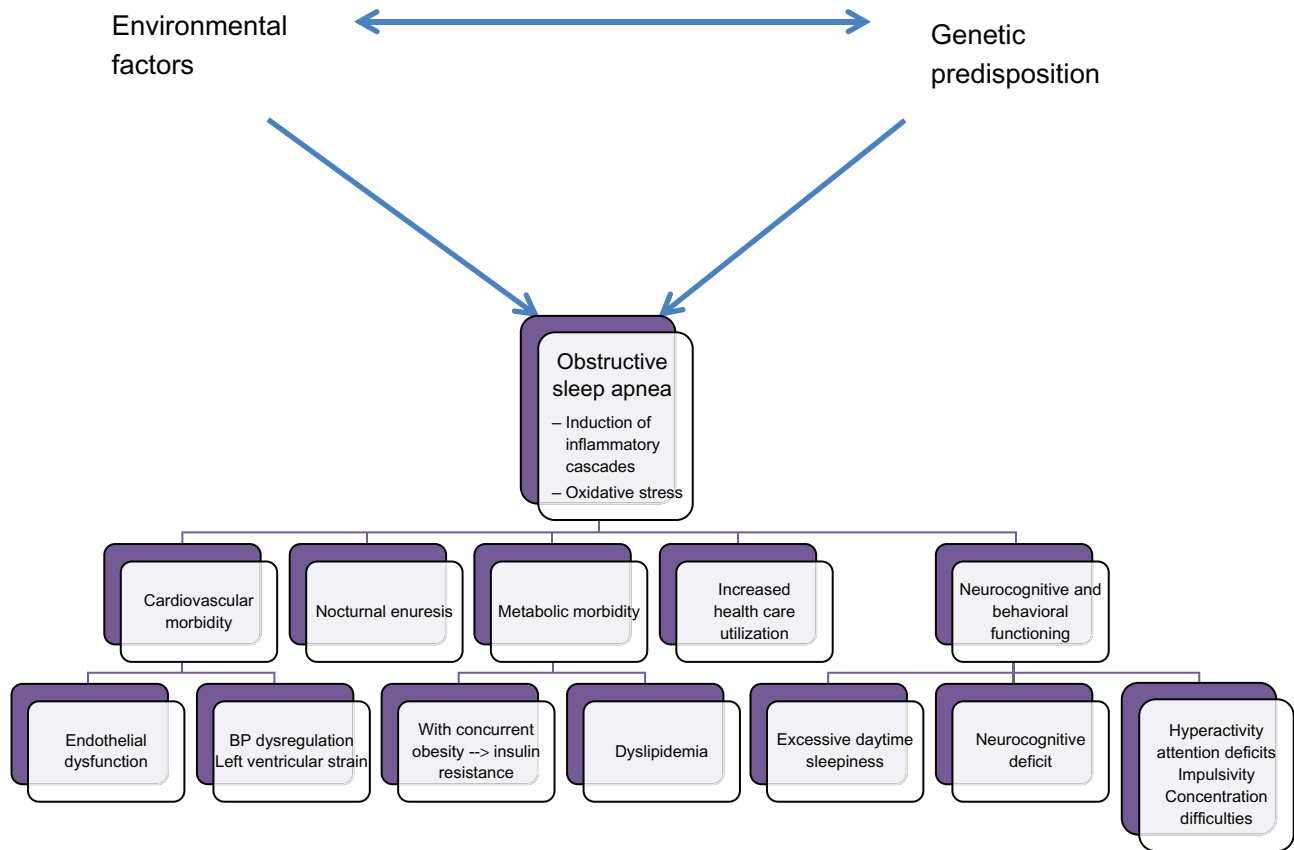 Environmental
factors
Genetic
predisposition
Obstructive
sleep apnea
– Induction of
inflammatory
cascades
– Oxidative stress
Cardiovascular
morbidity
Nocturnal enuresis
Metabolic morbidity
Increased
health care
utilization
Neurocognitive and
behavioral
functioning
Endothelial
dysfunction
BP dysregulation
Left ventricular strain
With concurrent
obesity --> insulin
resistance
Dyslipidemia
Excessive daytime
sleepiness
Neurocognitive
deficit
Hyperactivity
attention deficits
Impulsivity
Concentration
difficulties